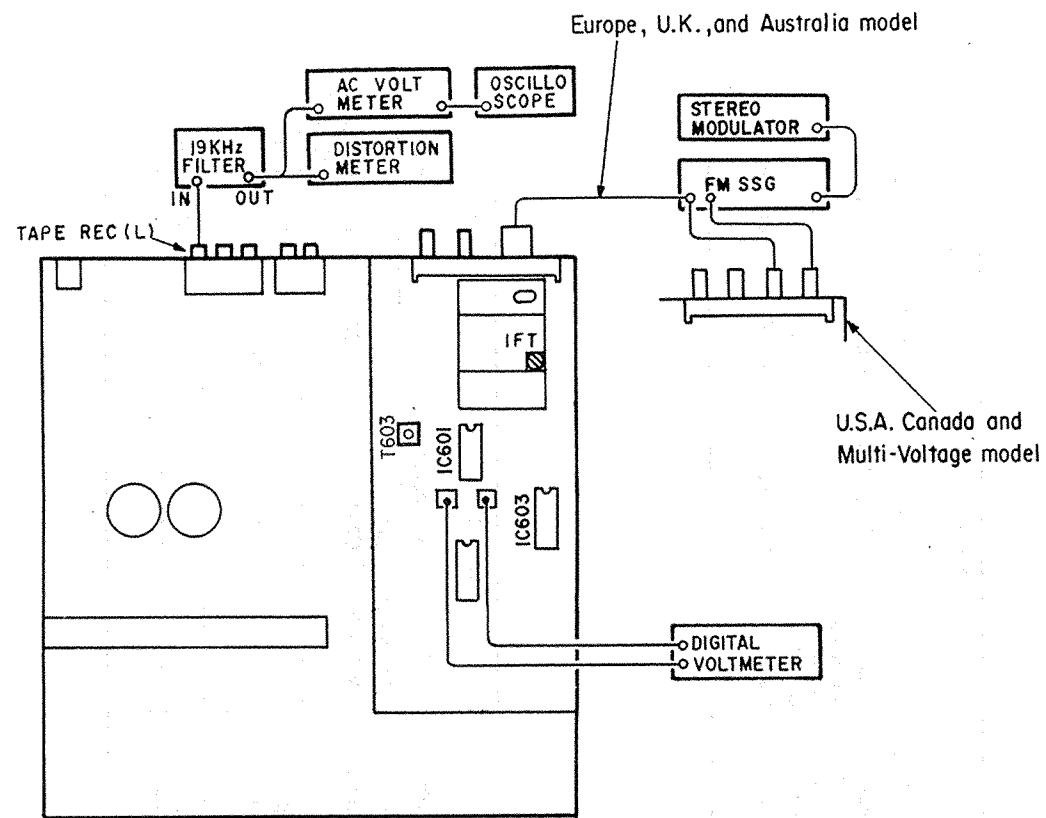 Europe, U.K.,and Australia model
AC VOLT
METER
OSCILLO
SCOPE
STEREO
MODULATOR
19KHz
FILTER
DISTORTION
METER
FM SSG
IN
OUT
TAPE REC(L)
IFT
U.S.A. Canada and
Multi-Voltage model
T603
IC601
IC603
DIGITAL
VOLTMETER